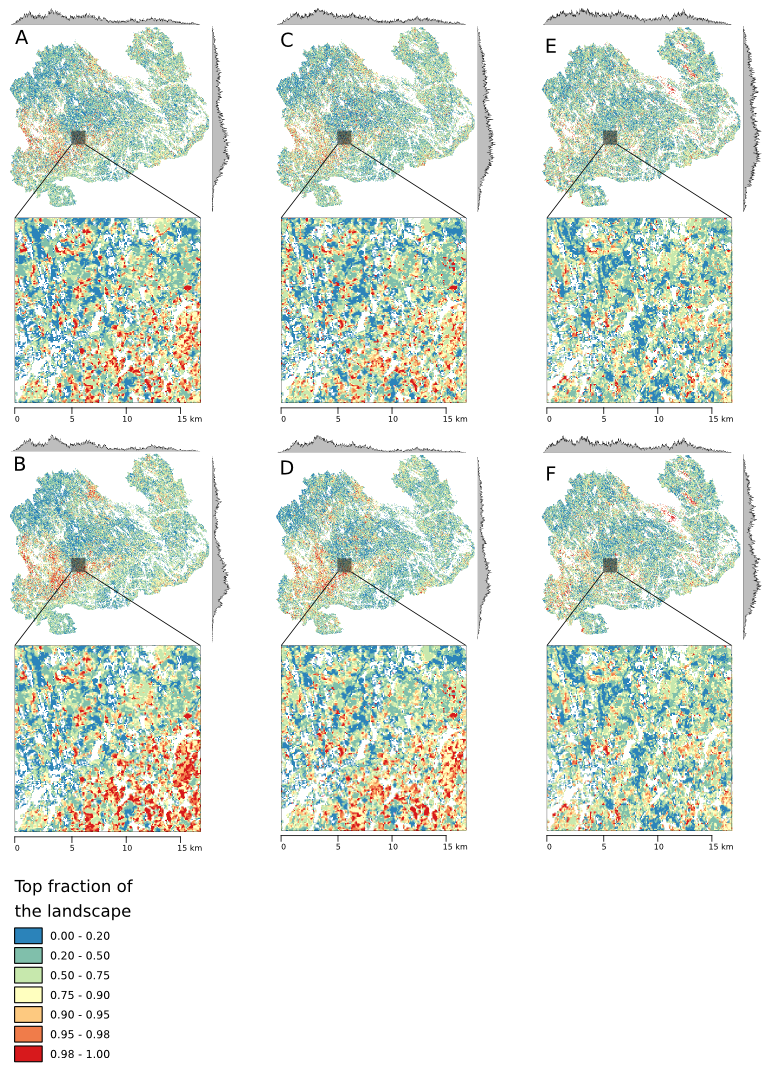 A
C
E
0 5 10 15 km
0 5 10 15 km
0 5 10 15 km
B
D
F
0 5 10 15 km
0 5 10 15 km
0 5 10 15 km
Top fraction of
the landscape
0.00 - 0.20
0.20 - 0.50
0.50 - 0.75
0.75 - 0.90
0.90 - 0.95
0.95 - 0.98
0.98 - 1.00